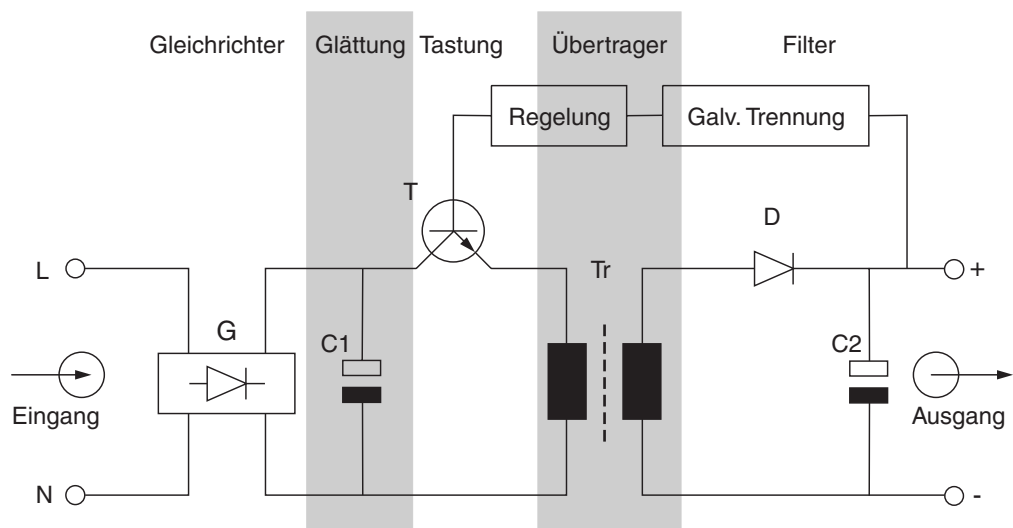 Gleichrichter
Glättung
Tastung
Übertrager
Filter
Regelung
Galv. Trennung
T
D
L
Tr
+
G
C1
C2
Eingang
Ausgang
N
-